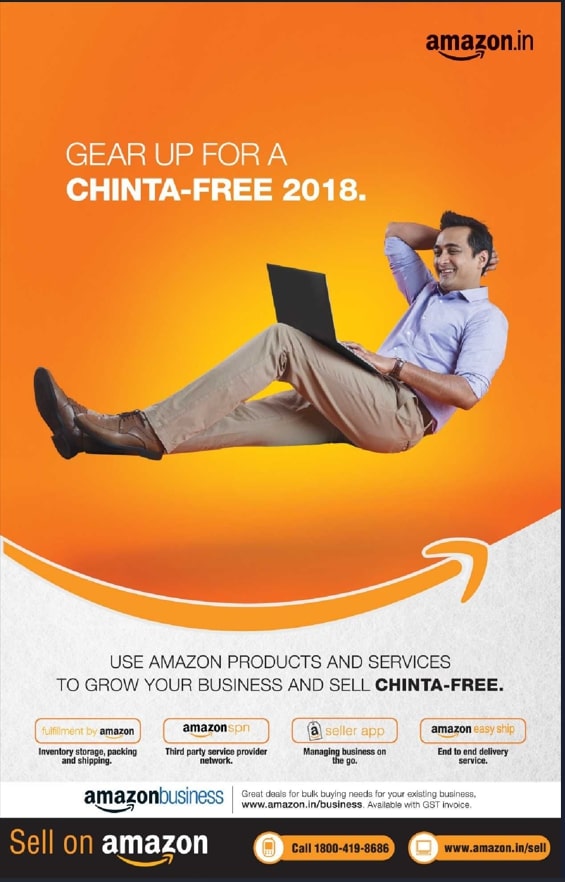 amazon.in
GEAR UP FOR A
CHINTA-FREE 2018.
USE AMAZON PRODUCTS AND SERVICES
TO GROW YOUR BUSINESS AND SELL CHINTA-FREE.
fulfillment by amazon
Inventory storage, packing
and shipping.
amazon spn
Third party service provider
network.
a seller app
Managing business on
the go.
amazon easy ship
End to end delivery
service.
amazonbusiness
Great deals for bulk buying needs for your existing business,
www.amazon.in/business. Available with GST invoice.
Sell on amazon
Call 1800-419-8686
www.amazon.in/sell